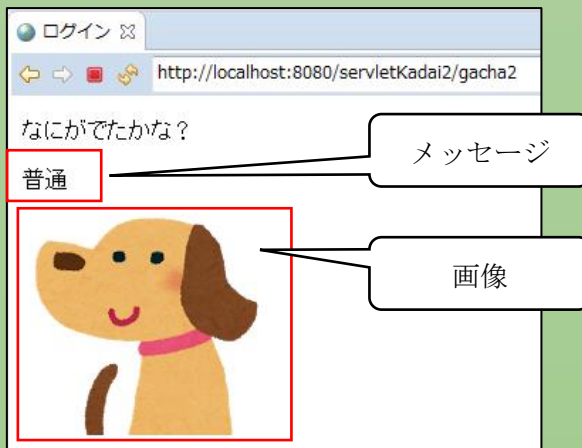 ログイン
http://localhost:8080/servletKadai2/gacha2
なにがでたかな？
メッセージ
普通
画像